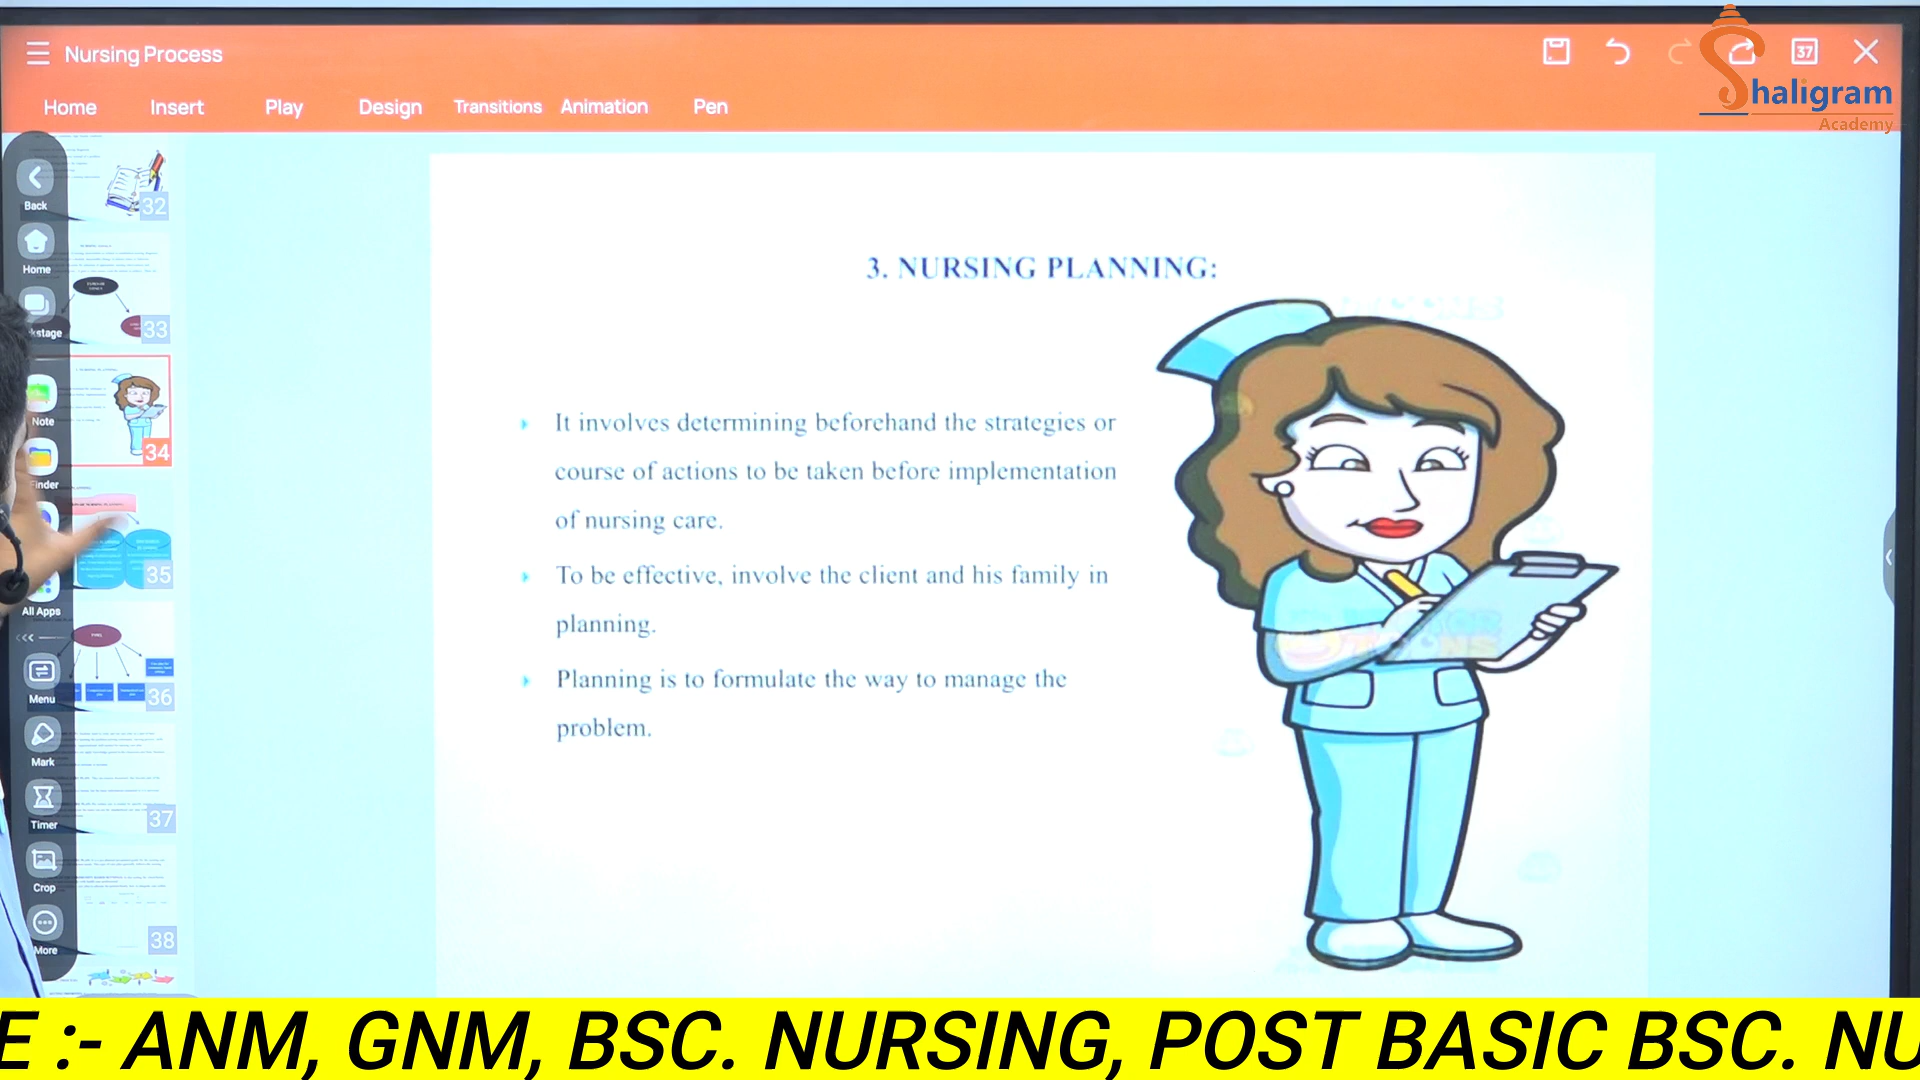 Nursing Process
37
Shaligram
Academy
Home Insert Play Design Transitions Animation Pen
Back
Home
kstage
Note
Finder
All Apps
Menu
Mark
Timer
Crop
More
32
33
34
35
36
37
38
3. NURSING PLANNING:
It involves determining beforehand the strategies or
course of actions to be taken before implementation
of nursing care.
To be effective, involve the client and his family in
planning.
Planning is to formulate the way to manage the
problem.
E :- ANM, GNM, BSC. NURSING, POST BASIC BSC. NU